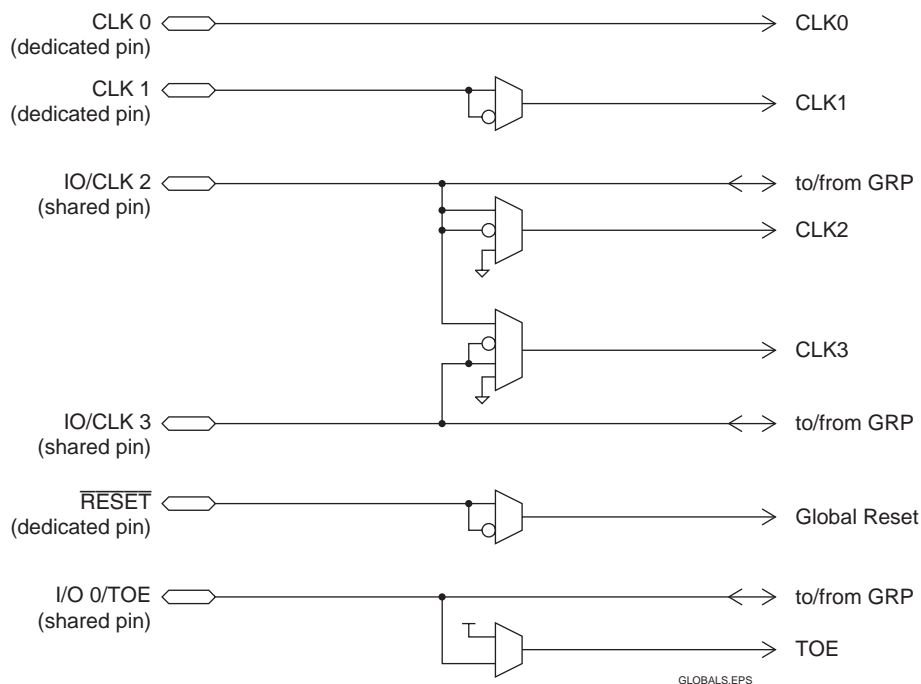 CLK 0
(dedicated pin)
CLK0
CLK 1
(dedicated pin)
CLK1
IO/CLK 2
(shared pin)
to/from GRP
CLK2
CLK3
IO/CLK 3
(shared pin)
to/from GRP
RESET
(dedicated pin)
Global Reset
I/O 0/TOE
(shared pin)
to/from GRP
TOE
GLOBALS.EPS